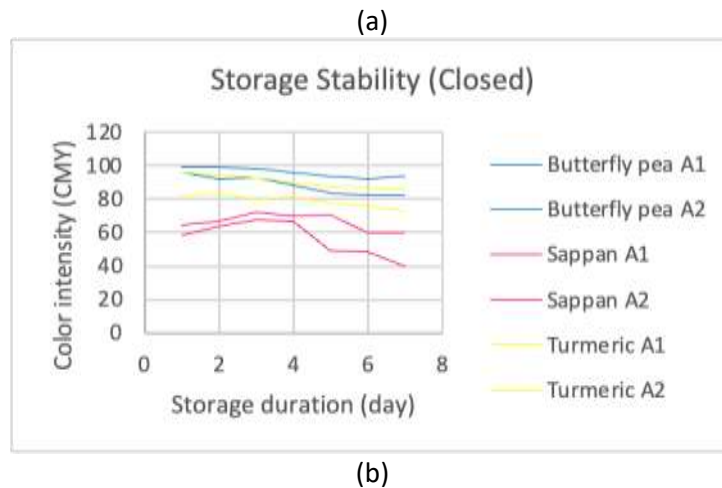 (a)
Storage Stability (Closed)
Color intensity (CMY)
120
100
80
60
40
20
0
0 2 4 6 8
Storage duration (day)
Butterfly pea A1
Butterfly pea A2
Sappan A1
Sappan A2
Turmeric A1
Turmeric A2
(b)